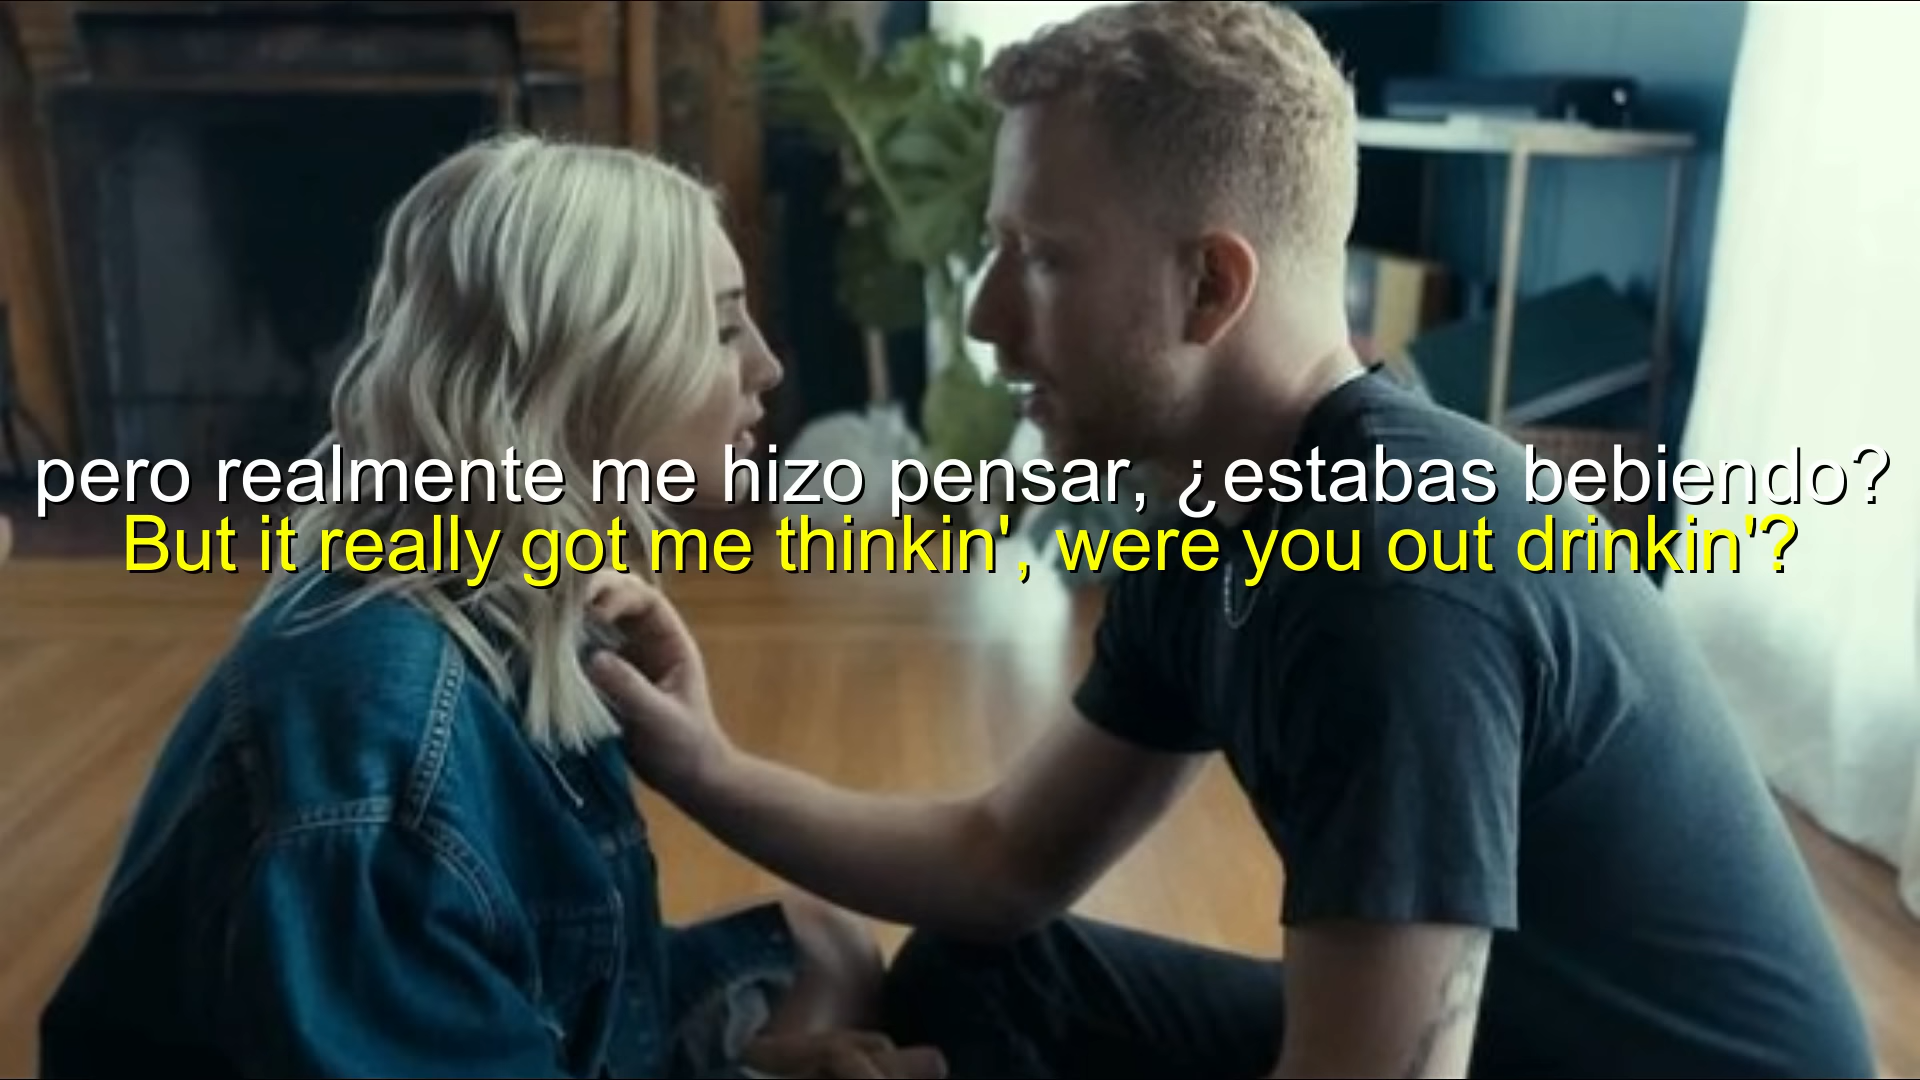 pero realmente me hizo pensar, ¿estabas bebiendo?
But it really got me thinkin', were you out drinkin'?